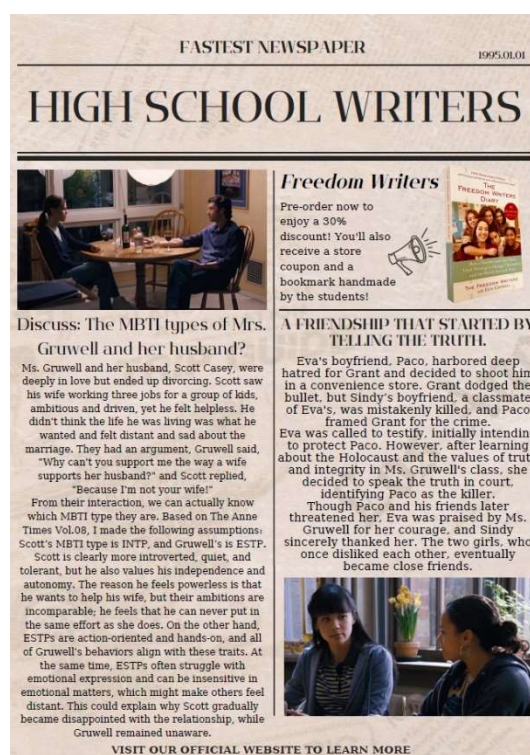 FASTEST NEWSPAPER
1995.01.01
HIGH SCHOOL WRITERS
Discuss: The MBTI types of Mrs.
Gruwell and her husband?
Ms. Gruwell and her husband, Scott Casey, were
deeply in love but ended up divorcing. Scott saw
his wife working three jobs for a group of kids,
ambitious and driven, yet he felt helpless. He
didn't think the life he was living was what he
wanted and felt distant and sad about the
marriage. They had an argument, Gruwell said,
"Why can't you support me the way a wife
supports her husband?" and Scott replied,
"Because I'm not your wife!"
From their interaction, we can actually know
which MBTI type they are. Based on The Anne
Times Vol.08, I made the following assumptions:
Scott's MBTI type is INTP, and Gruwell's is ESTP.
Scott is clearly more introverted, quiet, and
tolerant, but he also values his independence and
autonomy. The reason he feels powerless is that
he wants to help his wife, but their ambitions are
incomparable; he feels that he can never put in
the same effort as she does. On the other hand,
ESTPs are action-oriented and hands-on, and all
of Gruwell's behaviors align with these traits. At
the same time, ESTPs often struggle with
emotional expression and can be insensitive in
emotional matters, which might make others feel
distant. This could explain why Scott gradually
became disappointed with the relationship, while
Gruwell remained unaware.
Freedom Writers
Pre-order now to
enjoy a 30%
discount! You'll also
receive a store
coupon and a
bookmark handmade
by the students!
THE
FREEDOM WRITERS
DIARY
THE FREEDOM WRITERS
A FRIENDSHIP THAT STARTED BY
TELLING THE TRUTH.
Eva's boyfriend, Paco, harbored deep
hatred for Grant and decided to shoot him
in a convenience store. Grant dodged the
bullet, but Sindy's boyfriend, a classmate
of Eva's, was mistakenly killed, and Paco
framed Grant for the crime.
Eva was called to testify, initially intending
to protect Paco. However, after learning
about the Holocaust and the values of truth
and integrity in Ms. Gruwell's class, she
decided to speak the truth in court,
identifying Paco as the killer.
Though Paco and his friends later
threatened her, Eva was praised by Ms.
Gruwell for her courage, and Sindy
sincerely thanked her. The two girls, who
once disliked each other, eventually
became close friends.
VISIT OUR OFFICIAL WEBSITE TO LEARN MORE